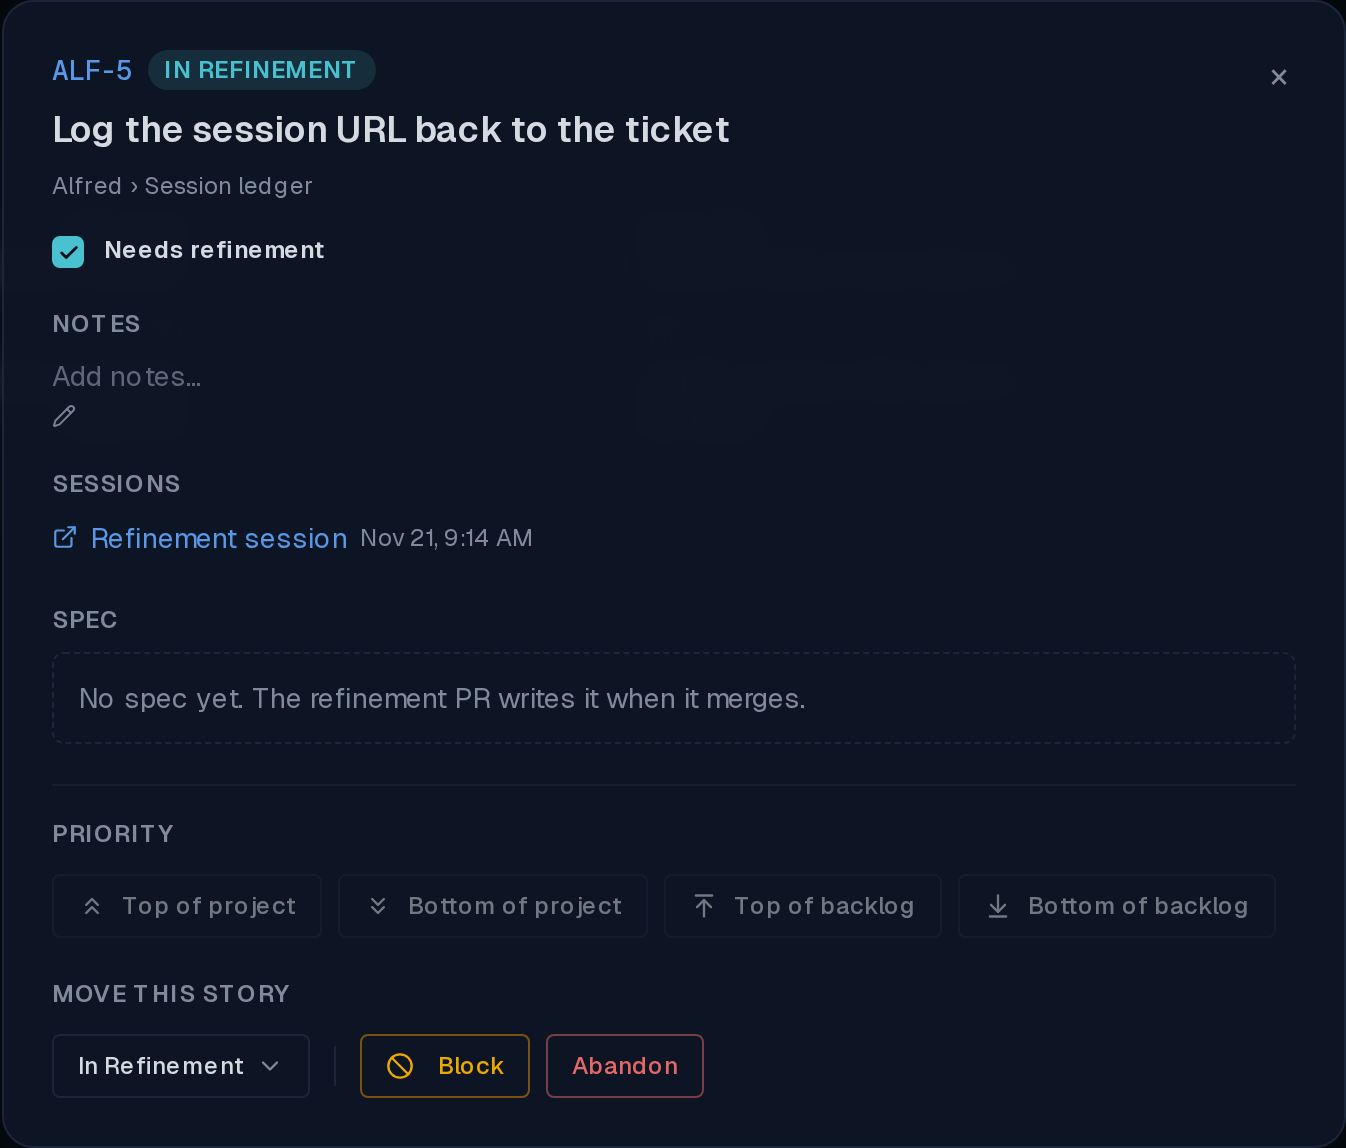 ALF-5 IN REFINEMENT
Log the session URL back to the ticket
Alfred › Session ledger
Needs refinement
NOTES
Add notes...
SESSIONS
Refinement session Nov 21, 9:14 AM
SPEC
No spec yet. The refinement PR writes it when it merges.
PRIORITY
Top of project Bottom of project Top of backlog Bottom of backlog
MOVE THIS STORY
In Refinement Block Abandon